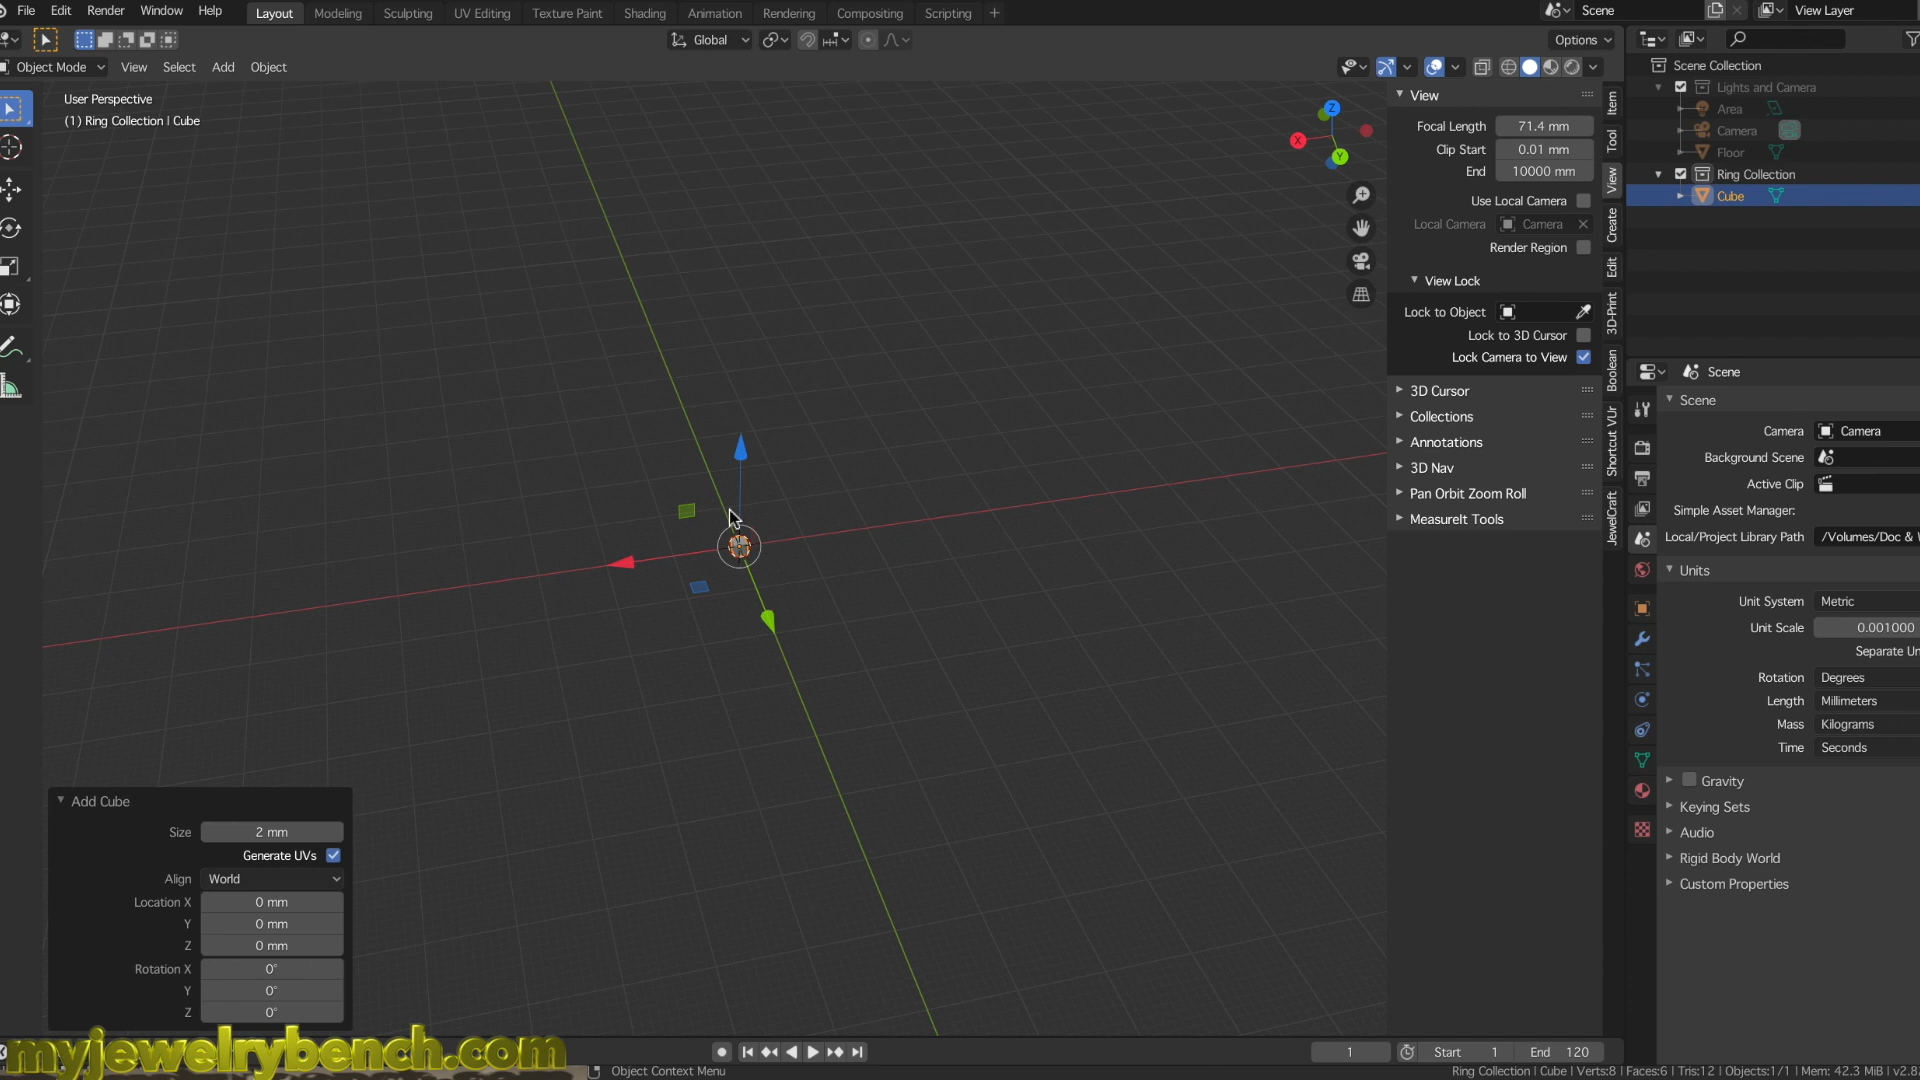 File Edit Render Window Help Layout Modeling Sculpting UV Editing Texture Paint Shading Animation Rendering Compositing Scripting + Scene View Layer
Global Options
Object Mode View Select Add Object
User Perspective
(1) Ring Collection | Cube
Z
X
Y
View
Focal Length 71.4 mm
Clip Start 0.01 mm
End 10000 mm
Use Local Camera
Local Camera Camera
Render Region
View Lock
Lock to Object
Lock to 3D Cursor
Lock Camera to View
3D Cursor
Collections
Annotations
3D Nav
Pan Orbit Zoom Roll
MeasureIt Tools
Item
Tool
View
Create
Edit
3D-Print
Boolean
Shortcut VUr
JewelCraft
Scene Collection
Lights and Camera
Area
Camera
Floor
Ring Collection
Cube
Scene
Scene
Camera Camera
Background Scene
Active Clip
Simple Asset Manager:
Local/Project Library Path /Volumes/Doc &
Units
Unit System Metric
Unit Scale 0.001000
Separate Un
Rotation Degrees
Length Millimeters
Mass Kilograms
Time Seconds
Gravity
Keying Sets
Audio
Rigid Body World
Custom Properties
Add Cube
Size 2 mm
Generate UVs
Align World
Location X 0 mm
Y 0 mm
Z 0 mm
Rotation X 0°
Y 0°
Z 0°
myjewelrybench.com
1 Start 1 End 120
Object Context Menu
Ring Collection | Cube | Verts:8 | Faces:6 | Tris:12 | Objects:1/1 | Mem: 42.3 MiB | v2.8